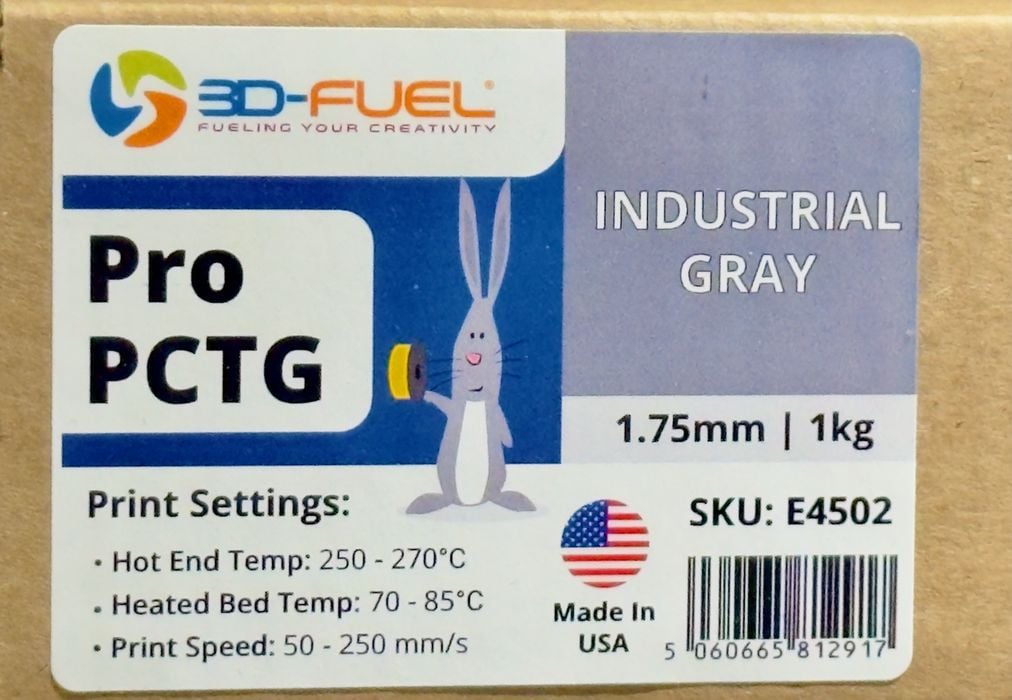 3D-FUEL®
FUELING YOUR CREATIVITY
Pro
PCTG
INDUSTRIAL
GRAY
1.75mm | 1kg
Print Settings:
• Hot End Temp: 250 - 270°C
• Heated Bed Temp: 70 - 85°C
• Print Speed: 50 - 250 mm/s
Made In
USA
SKU: E4502
5 060665 812917